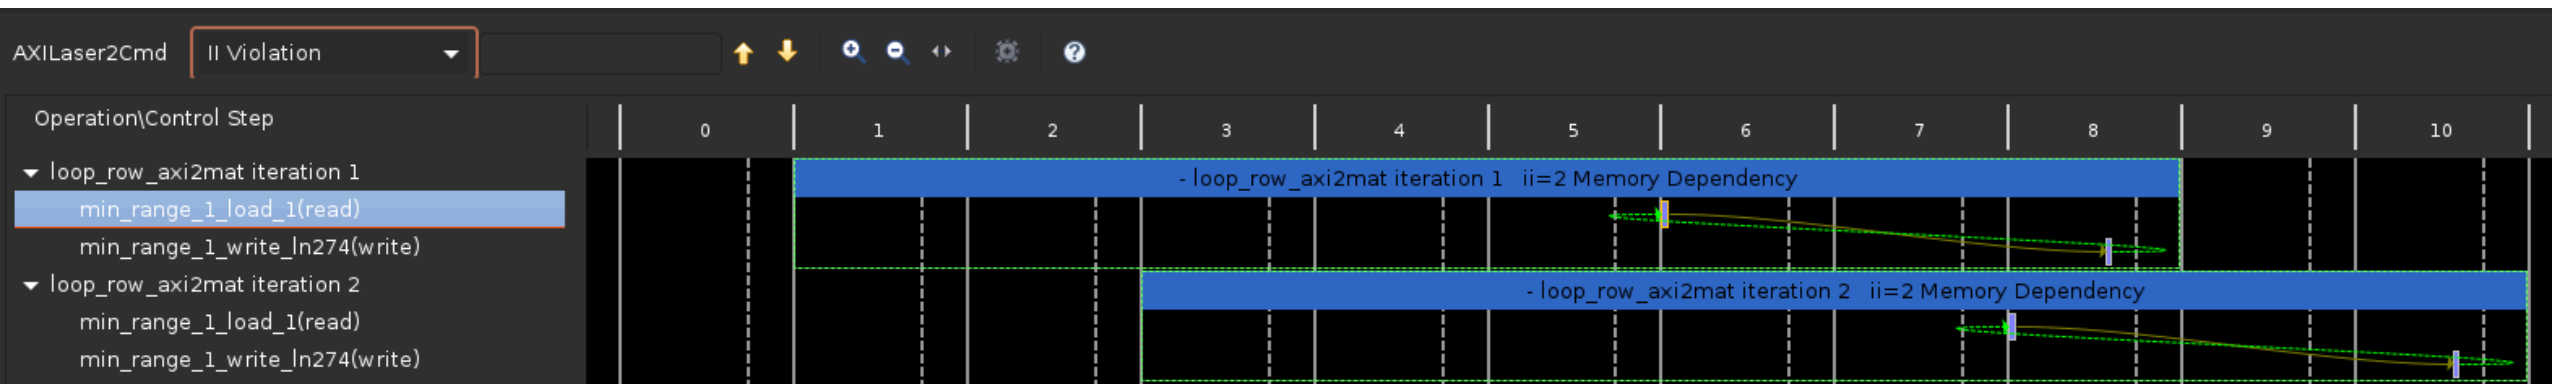 AXILaser2Cmd II Violation
Operation\Control Step 0 1 2 3 4 5 6 7 8 9 10
loop_row_axi2mat iteration 1 - loop_row_axi2mat iteration 1 ii=2 Memory Dependency
min_range_1_load_1(read)
min_range_1_write_ln274(write)
loop_row_axi2mat iteration 2 - loop_row_axi2mat iteration 2 ii=2 Memory Dependency
min_range_1_load_1(read)
min_range_1_write_ln274(write)